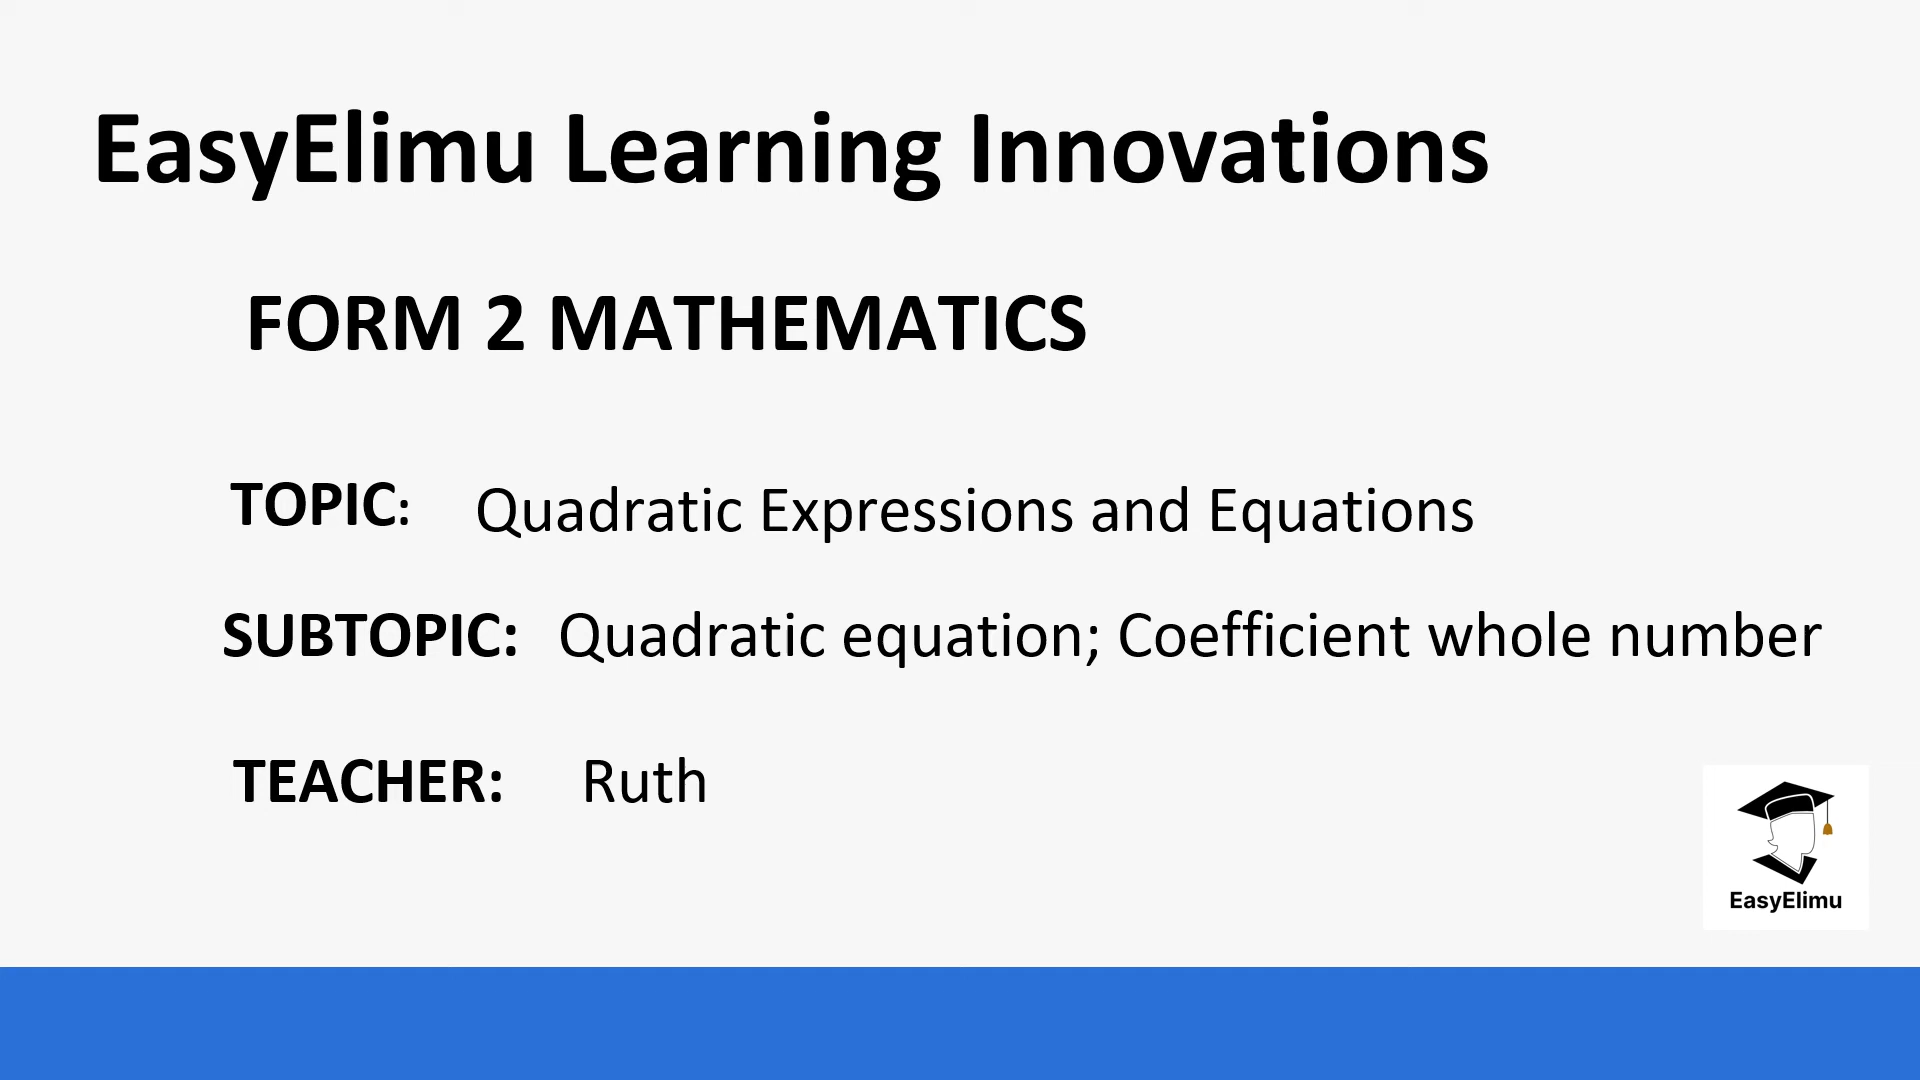 EasyElimu Learning Innovations
FORM 2 MATHEMATICS
TOPIC: Quadratic Expressions and Equations
SUBTOPIC: Quadratic equation; Coefficient whole number
TEACHER: Ruth
EasyElimu